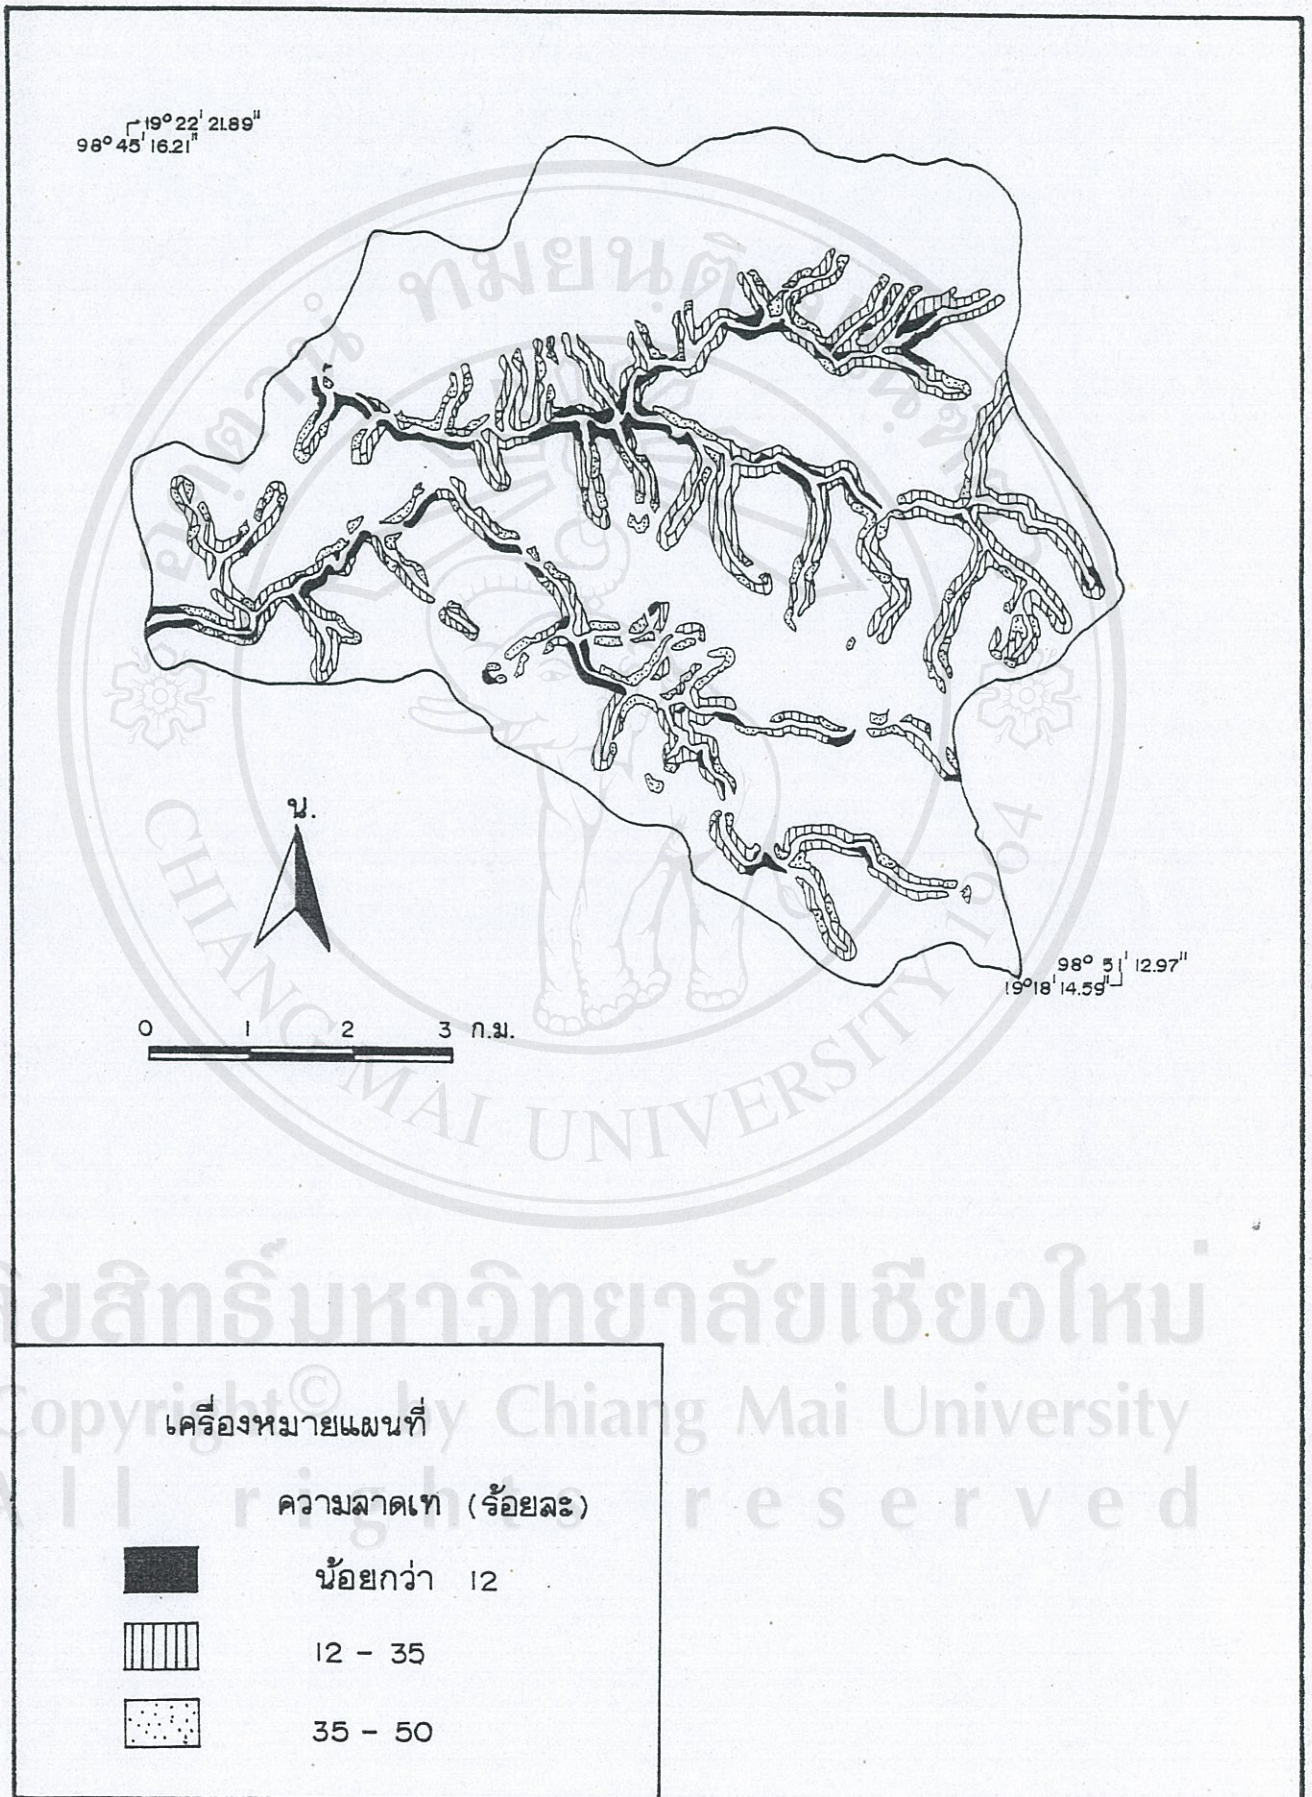 19° 22' 21.89"
98° 45' 16.21"
น.
98° 51' 12.97"
19° 18' 14.59"
0 1 2 3 ก.ม.
CHIANG MAI UNIVERSITY 1964
ลิขสิทธิ์มหาวิทยาลัยเชียงใหม่
Copyright© by Chiang Mai University
All rights reserved
เครื่องหมายแผนที่
ความลาดเท (ร้อยละ)
น้อยกว่า 12
12 - 35
35 - 50